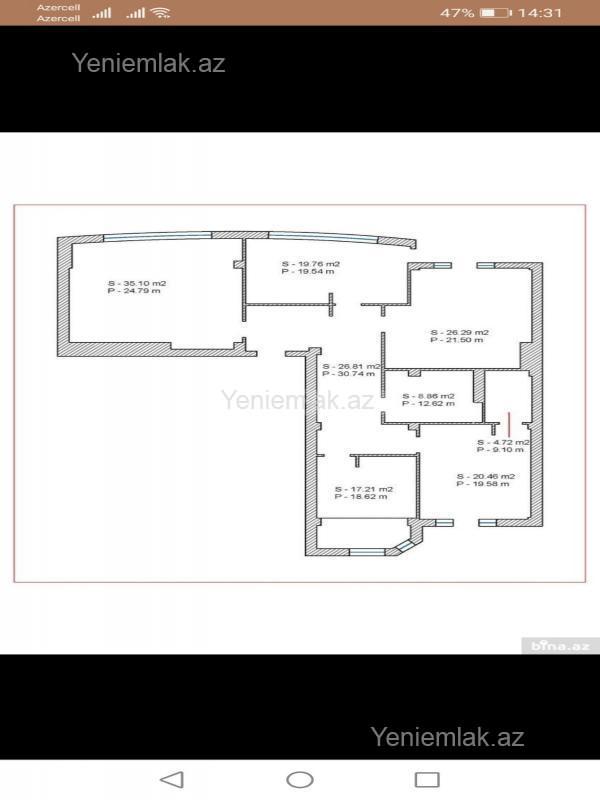 Azercell
Azercell
47% 14:31
Yeniemlak.az
S - 19.76 m2
P - 19.54 m
S - 35.10 m2
P - 24.79 m
S - 26.29 m2
P - 21.50 m
S - 26.81 m2
P - 30.74 m
S - 8.86 m2
P - 12.62 m
Yeniemlak.az
S - 4.72 m2
P - 9.10 m
S - 20.46 m2
P - 19.58 m
S - 17.21 m2
P - 18.62 m
bina.az
Yeniemlak.az